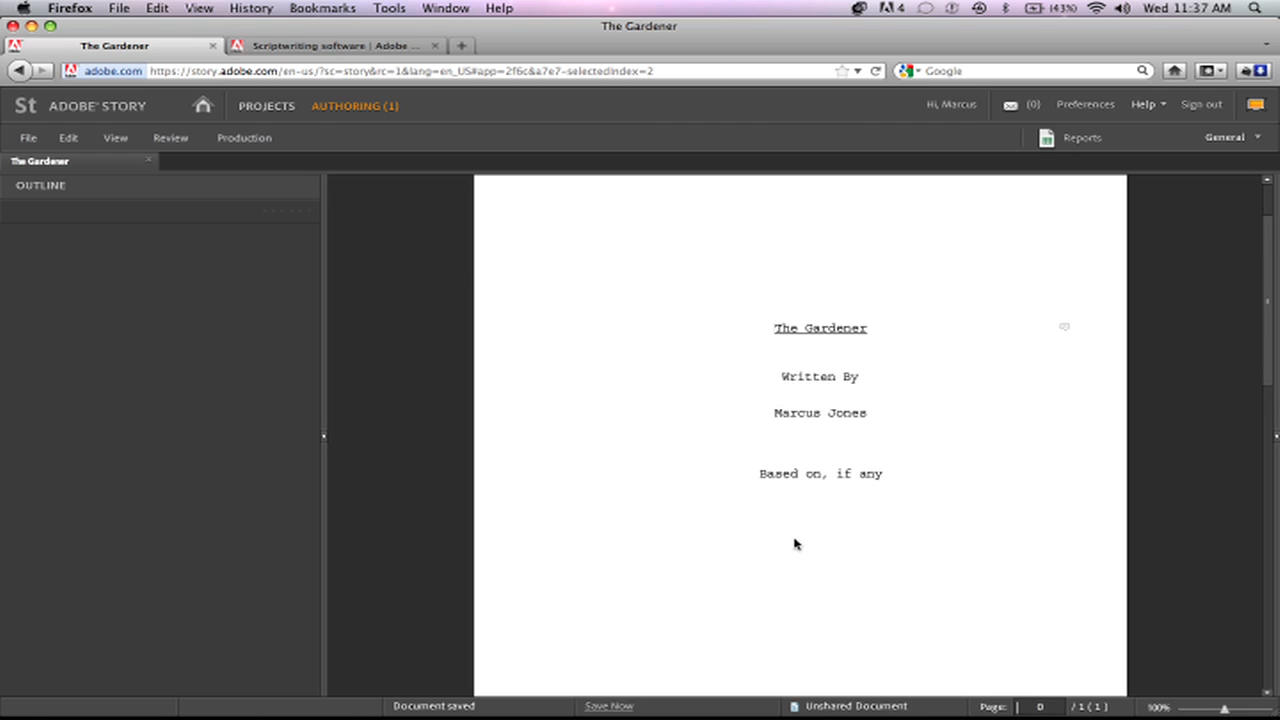 Firefox File Edit View History Bookmarks Tools Window Help 4 (43%) Wed 11:37 AM
The Gardener
The Gardener Scriptwriting software | Adobe ...
adobe.com https://story.adobe.com/en-us/?sc=story&rc=1&lang=en_US#app=2f6c&a7e7-selectedIndex=2 Google
St ADOBE® STORY PROJECTS AUTHORING (1) Hi, Marcus (0) Preferences Help Sign out
File Edit View Review Production Reports General
The Gardener
OUTLINE
The Gardener
Written By
Marcus Jones
Based on, if any
Document saved Save Now Unshared Document Page: 0 / 1 ( 1 ) 100%